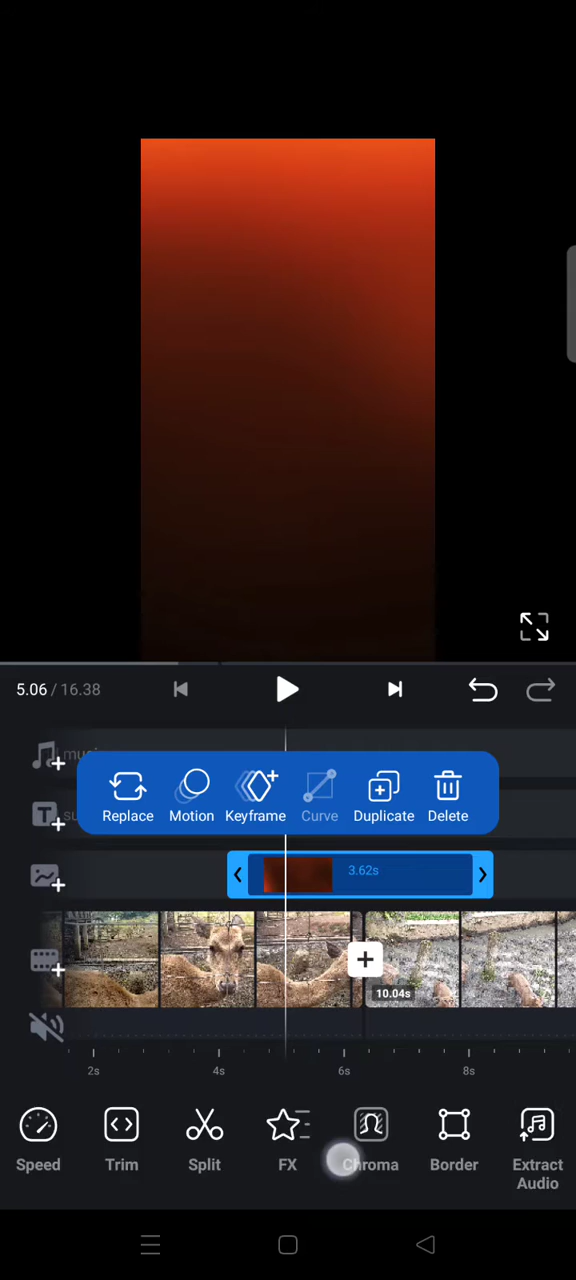 5.06 / 16.38
Replace
Motion
Keyframe
Curve
Duplicate
Delete
T
3.62s
10.04s
2s
4s
6s
8s
Speed
Trim
Split
FX
Chroma
Border
Extract
Audio